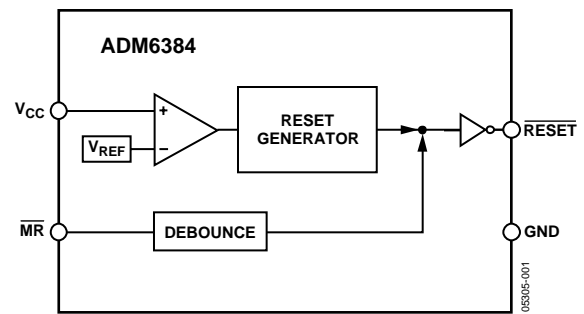 ADM6384
VCC
+
VREF
−
RESET
GENERATOR
RESET
MR
DEBOUNCE
GND
05305-001